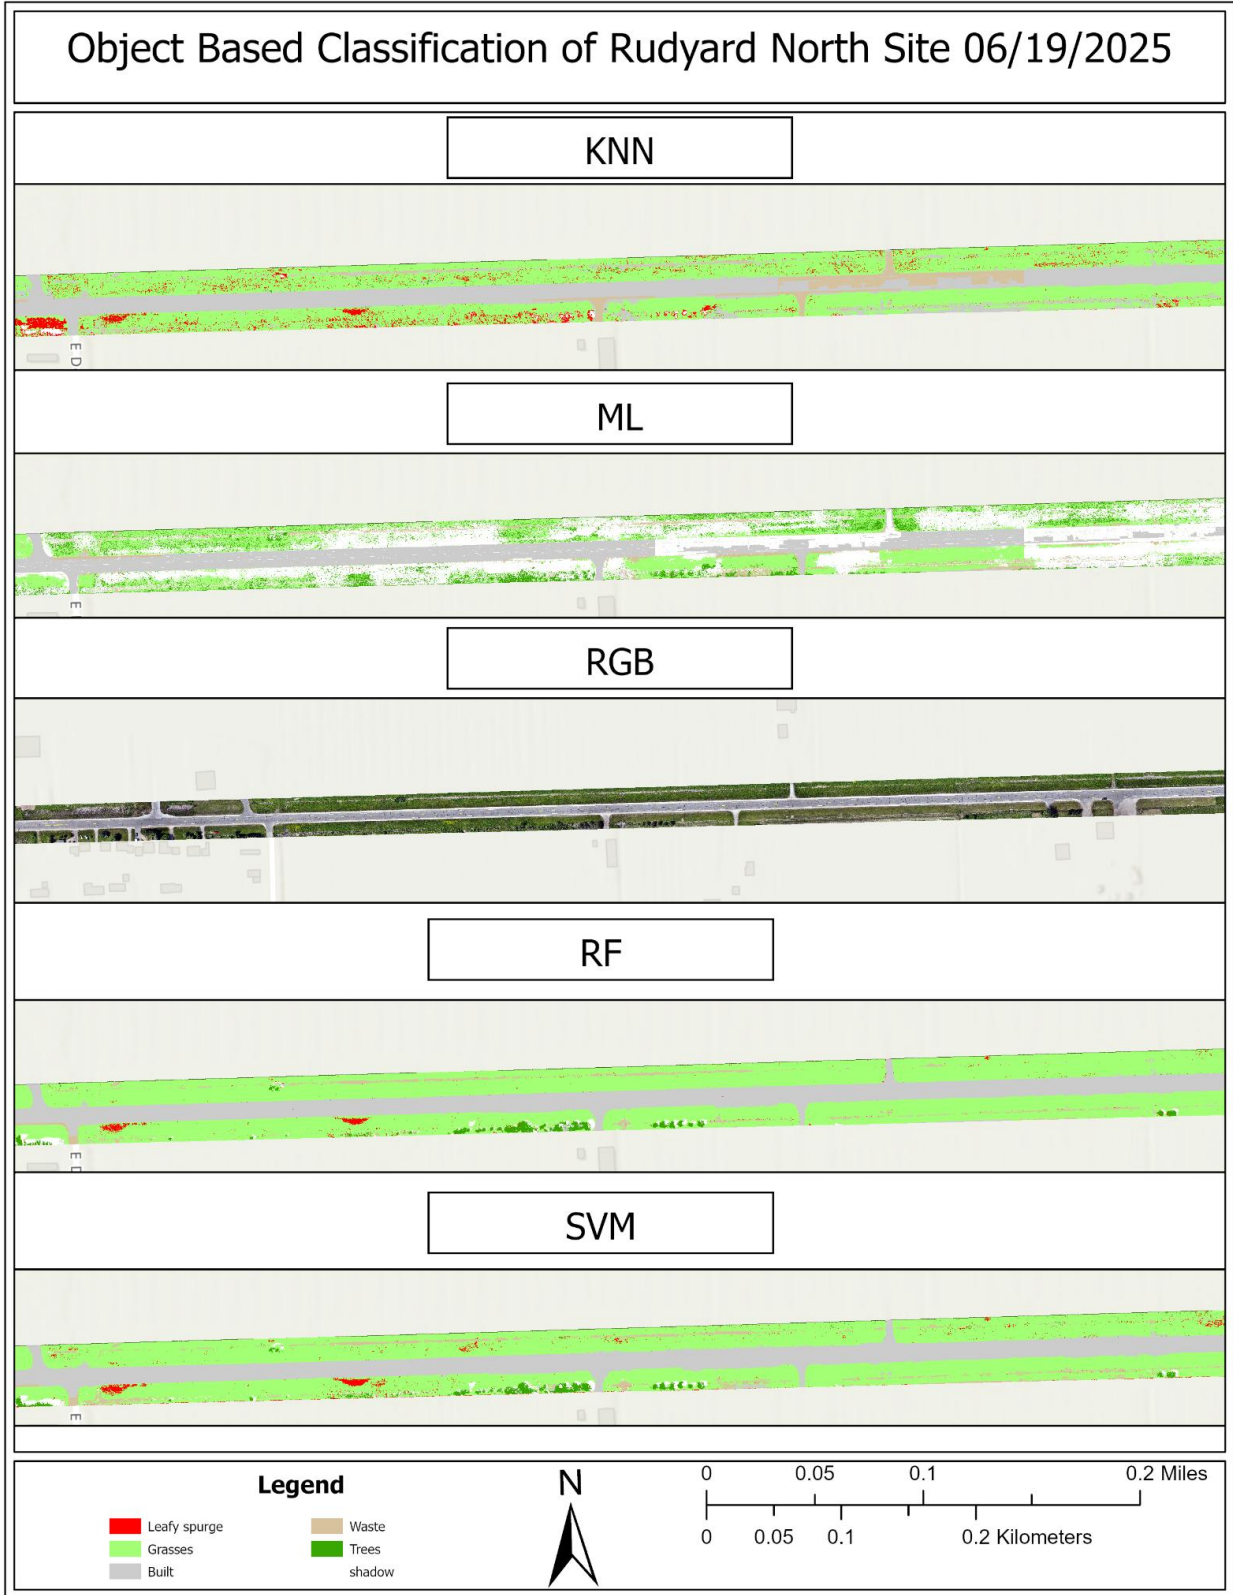 Object Based Classification of Rudyard North Site 06/19/2025
KNN
E D
ML
E
RGB
RF
E
SVM
E
Legend
Leafy spurge
Grasses
Built
Waste
Trees
shadow
N
0 0.05 0.1 0.2 Miles
0 0.05 0.1 0.2 Kilometers